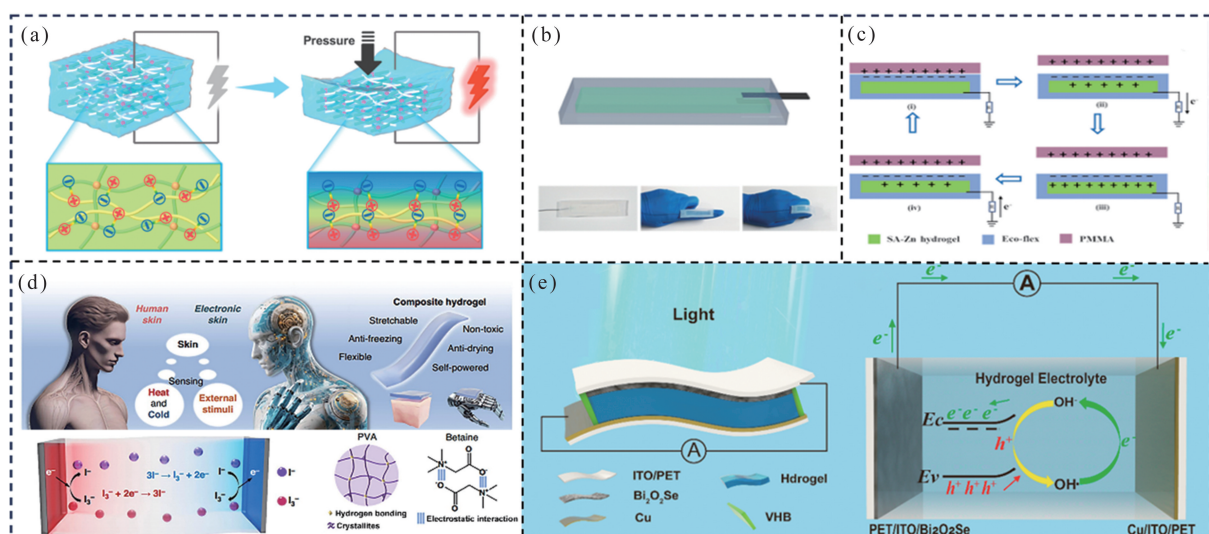 (a)
Pressure
(b)
(c)
+ + + + + + + + +
(i)
e⁻
(ii)
(iv)
e⁻
(iii)
SA-Zn hydrogel
Eco-flex
PMMA
(d)
Human
skin
Electronic
skin
Skin
Sensing
Heat
and
Cold
External
stimuli
Composite hydrogel
Stretchable
Non-toxic
Anti-freezing
Anti-drying
Flexible
Self-powered
e⁻
I⁻
I₃⁻
3I⁻→ I₃⁻ + 2e⁻
I₃⁻ + 2e⁻ → 3I⁻
I⁻
I₃⁻
e⁻
I⁻
I₃⁻
PVA
Hydrogen bonding
Crystallites
Betaine
N⁺
O
O⁻
⁻O
O
N⁺
Electrostatic interaction
(e)
Light
A
ITO/PET
Bi₂O₂Se
Cu
Hdrogel
VHB
e⁻
A
e⁻
e⁻
e⁻
Hydrogel Electrolyte
Ec
e⁻ e⁻ e⁻
h⁺
OH⁻
e⁻
Ev
h⁺ h⁺ h⁺
OH•
PET/ITO/Bi₂O₂Se
Cu/ITO/PET